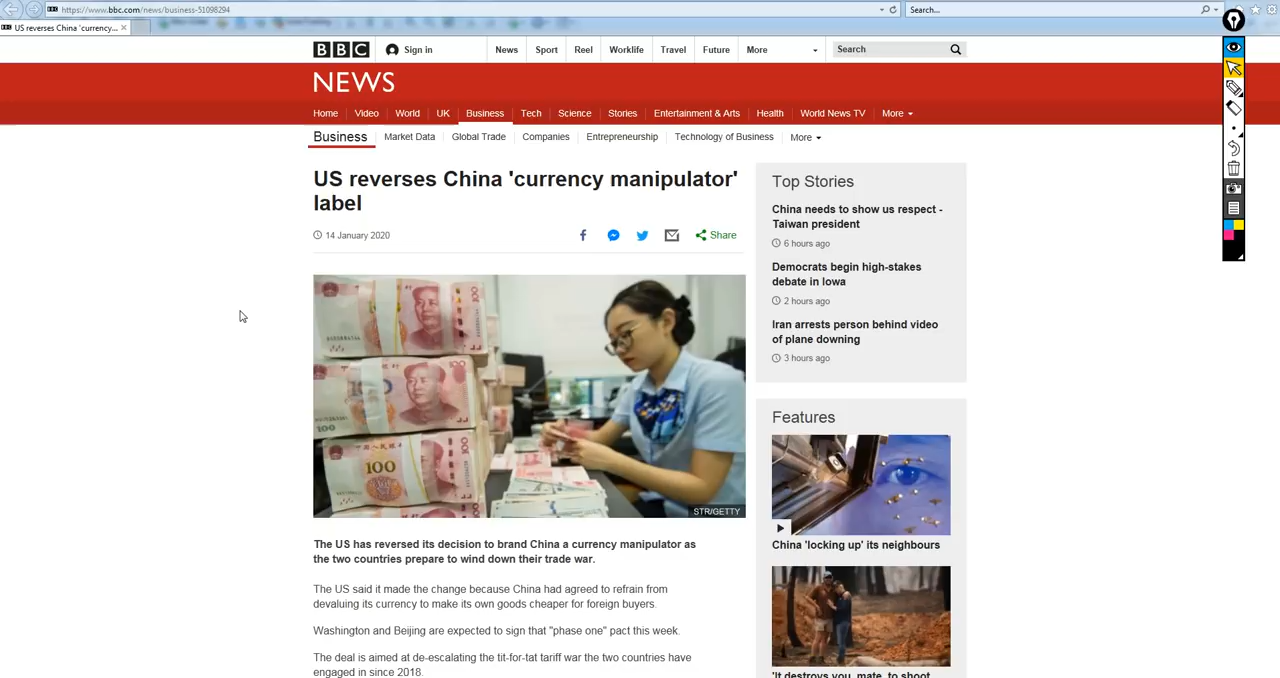 https://www.bbc.com/news/business-51098294
Search...
US reverses China 'currency...
BBC
Sign in
News
Sport
Reel
Worklife
Travel
Future
More
Search
NEWS
Home
Video
World
UK
Business
Tech
Science
Stories
Entertainment & Arts
Health
World News TV
More
Business
Market Data
Global Trade
Companies
Entrepreneurship
Technology of Business
More
US reverses China 'currency manipulator'
label
14 January 2020
Share
100
100
STR/GETTY
The US has reversed its decision to brand China a currency manipulator as
the two countries prepare to wind down their trade war.
The US said it made the change because China had agreed to refrain from
devaluing its currency to make its own goods cheaper for foreign buyers.
Washington and Beijing are expected to sign that "phase one" pact this week.
The deal is aimed at de-escalating the tit-for-tat tariff war the two countries have
engaged in since 2018.
Top Stories
China needs to show us respect -
Taiwan president
6 hours ago
Democrats begin high-stakes
debate in Iowa
2 hours ago
Iran arrests person behind video
of plane downing
3 hours ago
Features
China 'locking up' its neighbours
'It destroys you, mate, to shoot